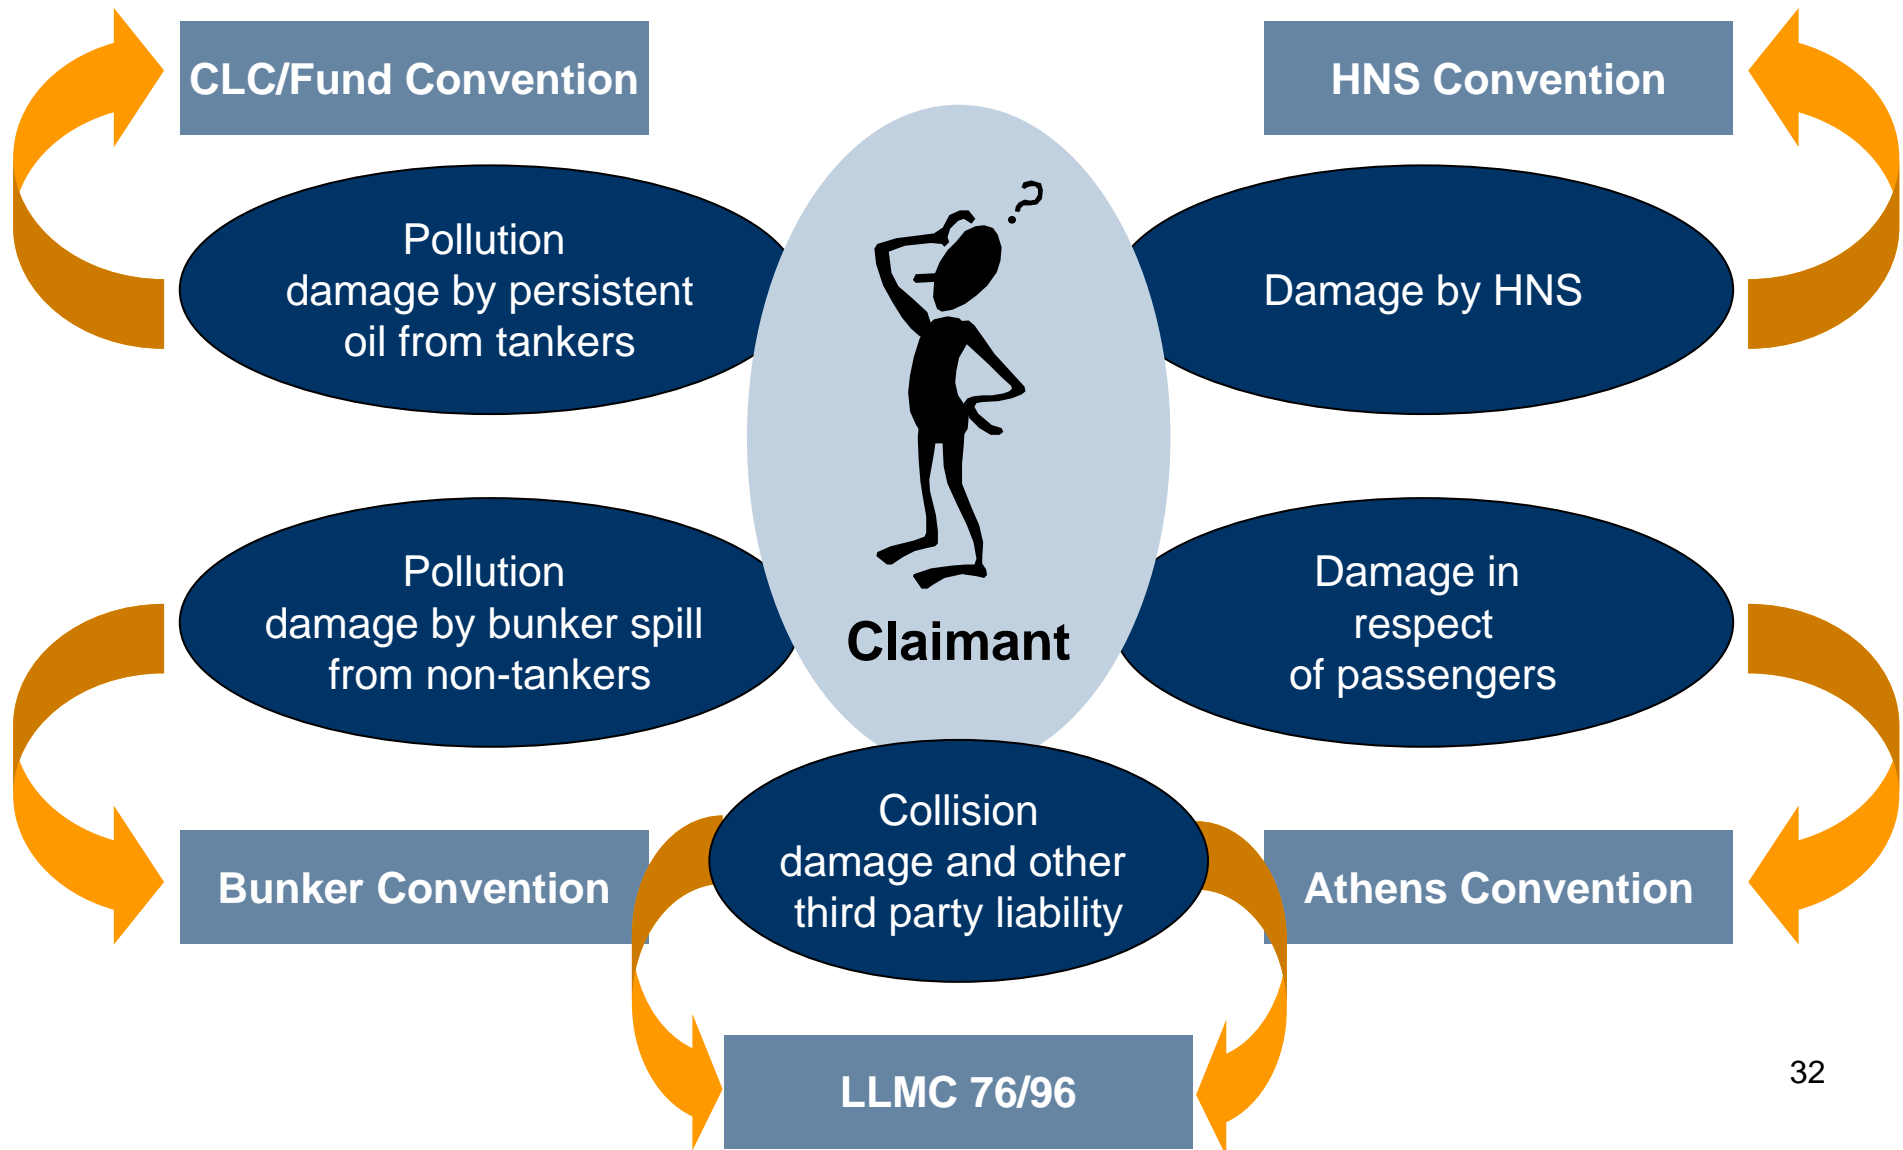 CLC/Fund Convention
HNS Convention
Pollution
damage by persistent
oil from tankers
?
Damage by HNS
Pollution
damage by bunker spill
from non-tankers
Claimant
Damage in
respect
of passengers
Collision
damage and other
third party liability
Bunker Convention
Athens Convention
LLMC 76/96
32